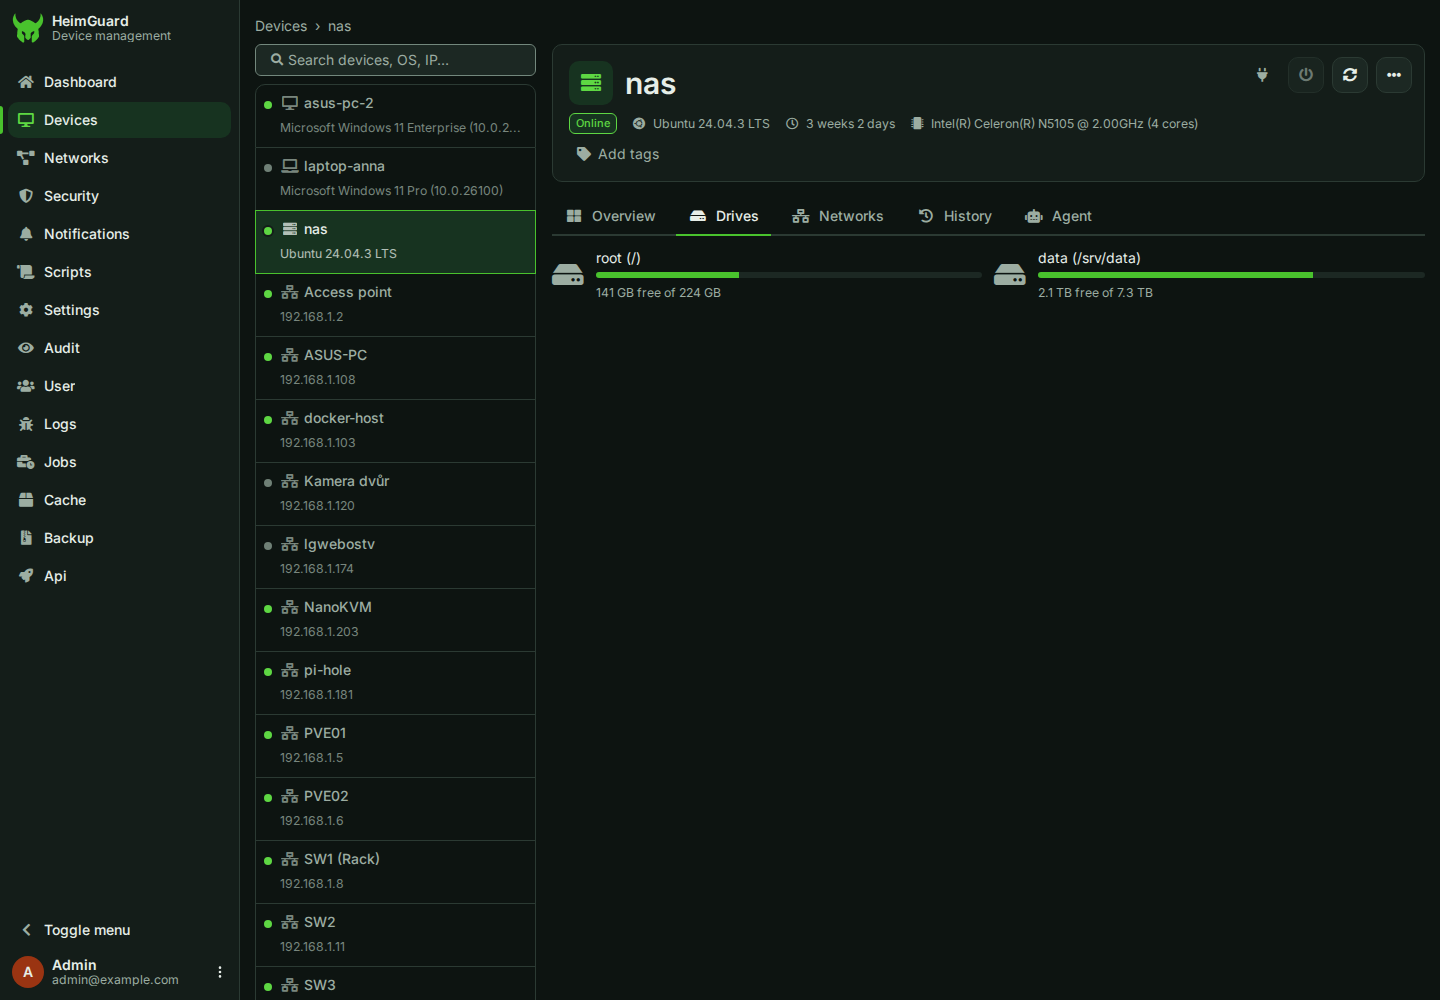 HeimGuard
Device management
Dashboard
Devices
Networks
Security
Notifications
Scripts
Settings
Audit
User
Logs
Jobs
Cache
Backup
Api
Toggle menu
A
Admin
admin@example.com
Devices › nas
Search devices, OS, IP...
asus-pc-2
Microsoft Windows 11 Enterprise (10.0.2...
laptop-anna
Microsoft Windows 11 Pro (10.0.26100)
nas
Ubuntu 24.04.3 LTS
Access point
192.168.1.2
ASUS-PC
192.168.1.108
docker-host
192.168.1.103
Kamera dvůr
192.168.1.120
lgwebostv
192.168.1.174
NanoKVM
192.168.1.203
pi-hole
192.168.1.181
PVE01
192.168.1.5
PVE02
192.168.1.6
SW1 (Rack)
192.168.1.8
SW2
192.168.1.11
SW3
nas
Online Ubuntu 24.04.3 LTS 3 weeks 2 days Intel(R) Celeron(R) N5105 @ 2.00GHz (4 cores)
Add tags
Overview Drives Networks History Agent
root (/)
141 GB free of 224 GB
data (/srv/data)
2.1 TB free of 7.3 TB